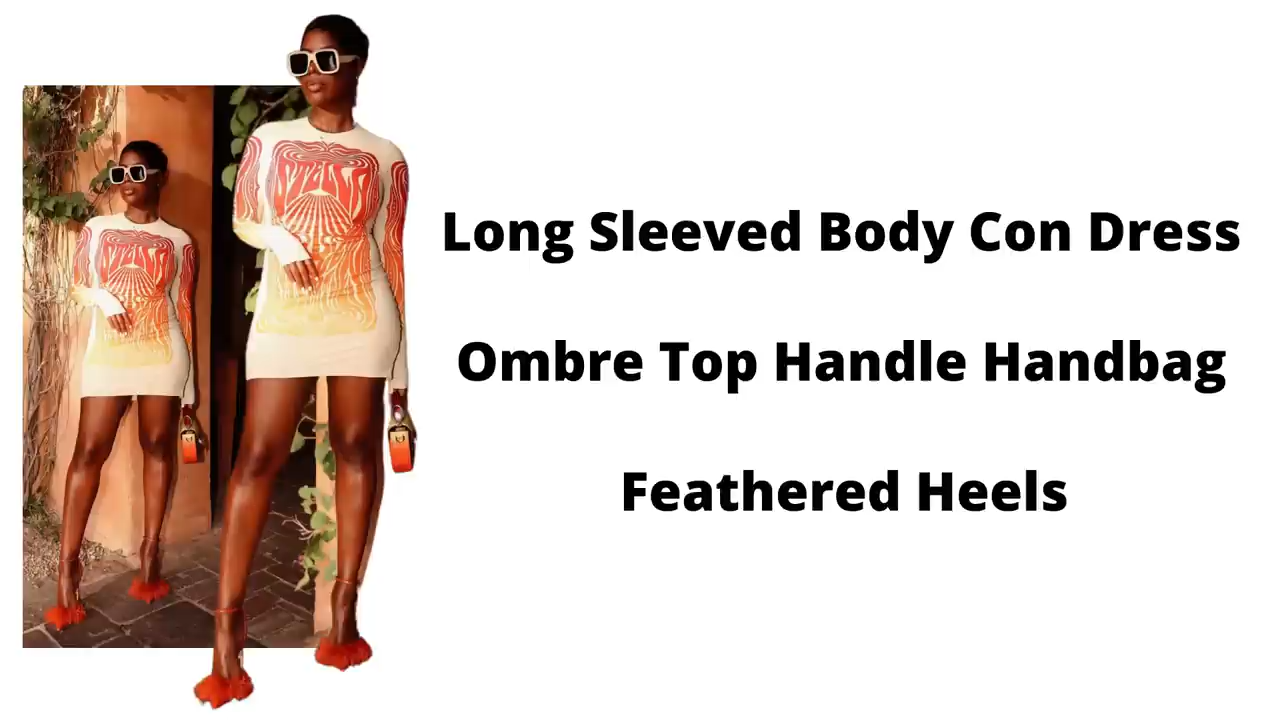 Long Sleeved Body Con Dress
Ombre Top Handle Handbag
Feathered Heels